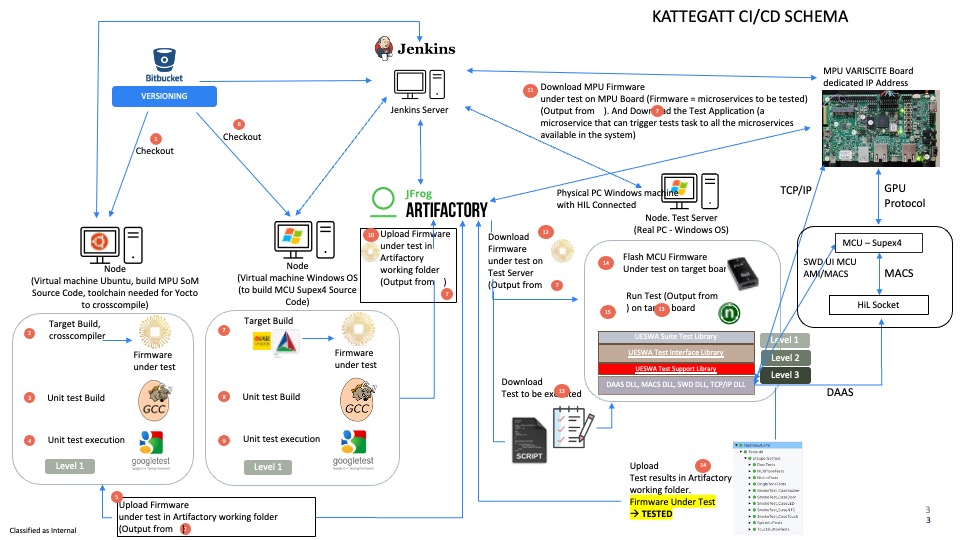 KATTEGATT CI/CD SCHEMA
Jenkins
Bitbucket
VERSIONING
Jenkins Server
MPU VARISCITE Board
dedicated IP Address
11
Download MPU Firmware
under test on MPU Board (Firmware = microservices to be tested)
(Output from    ). And Download the Test Application (a
microservice that can trigger tests task to all the microservices
available in the system)
1
Checkout
6
Checkout
JFrog
ARTIFACTORY
Physical PC Windows machine
with HIL Connected
TCP/IP
GPU
Protocol
Node. Test Server
(Real PC - Windows OS)
Node
(Virtual machine Ubuntu, build MPU SoM
Source Code, toolchain needed for Yocto
to crosscompile)
Node
(Virtual machine Windows OS
(to build MCU Supex4 Source
Code)
10
Upload Firmware
under test in
Artifactory
working folder
(Output from    )
7
Download
Firmware
under test on
Test Server
(Output from
12
7
14
Flash MCU Firmware
Under test on target boar
15
Run Test (Output from
) on target board
13
MCU – Supex4
SWD UI MCU
AMI/MACS
MACS
HiL Socket
DAAS
2
Target Build,
crosscompiler
Firmware
under test
3
Unit test Build
GCC
4
Unit test execution
googletest
Level 1
7
Target Build
IAR
Firmware
under test
8
Unit test Build
GCC
9
Unit test execution
googletest
Level 1
UESWA Suite Test Library
UESWA Test Interface Library
UESWA Test Support Library
DAAS DLL, MACS DLL, SWD DLL, TCP/IP DLL
Level 1
Level 2
Level 3
Download
Test to be executed
13
SCRIPT
5
Upload Firmware
under test in Artifactory working folder
(Output from
Upload
Test results in Artifactory
working folder.
Firmware Under Test
→ TESTED
14
Classified as Internal
3
3